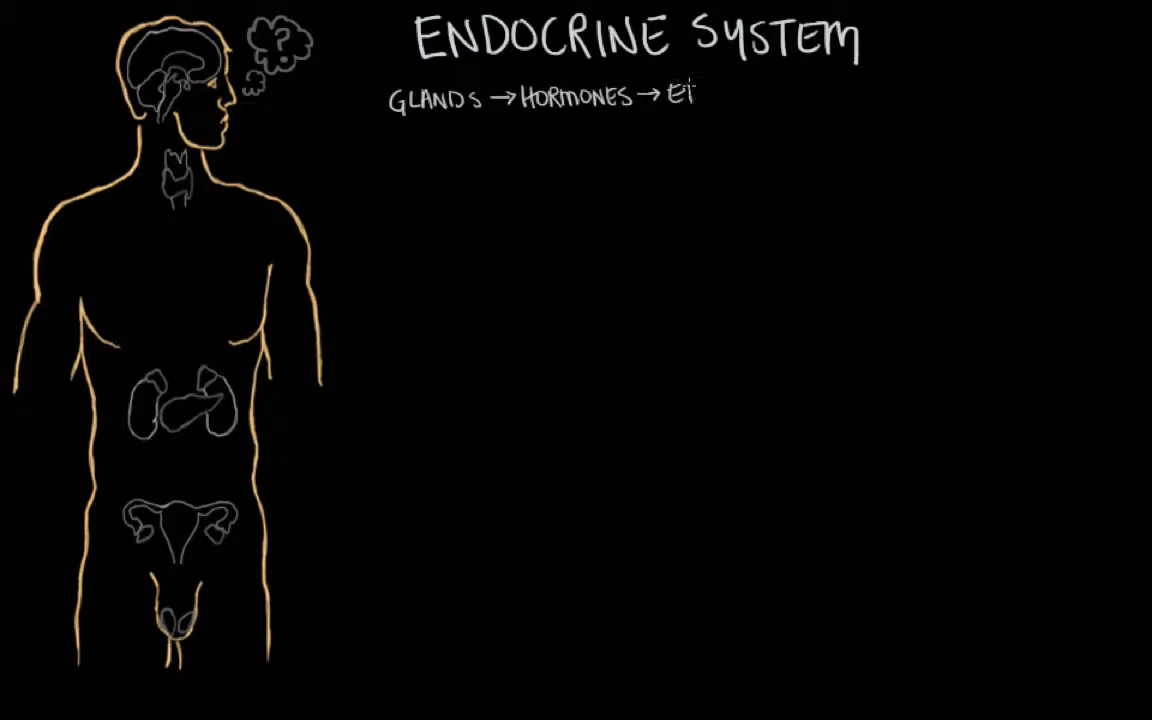 ?
ENDOCRINE SYSTEM
GLANDS → HORMONES →